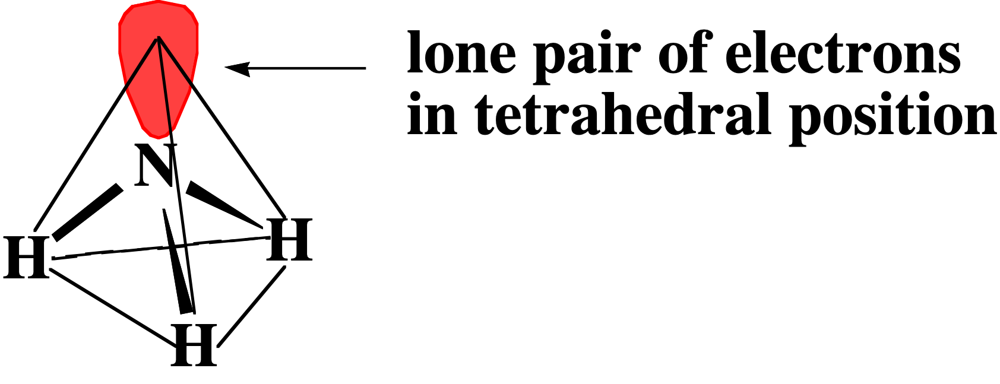 lone pair of electrons
in tetrahedral position
N
H
H
H